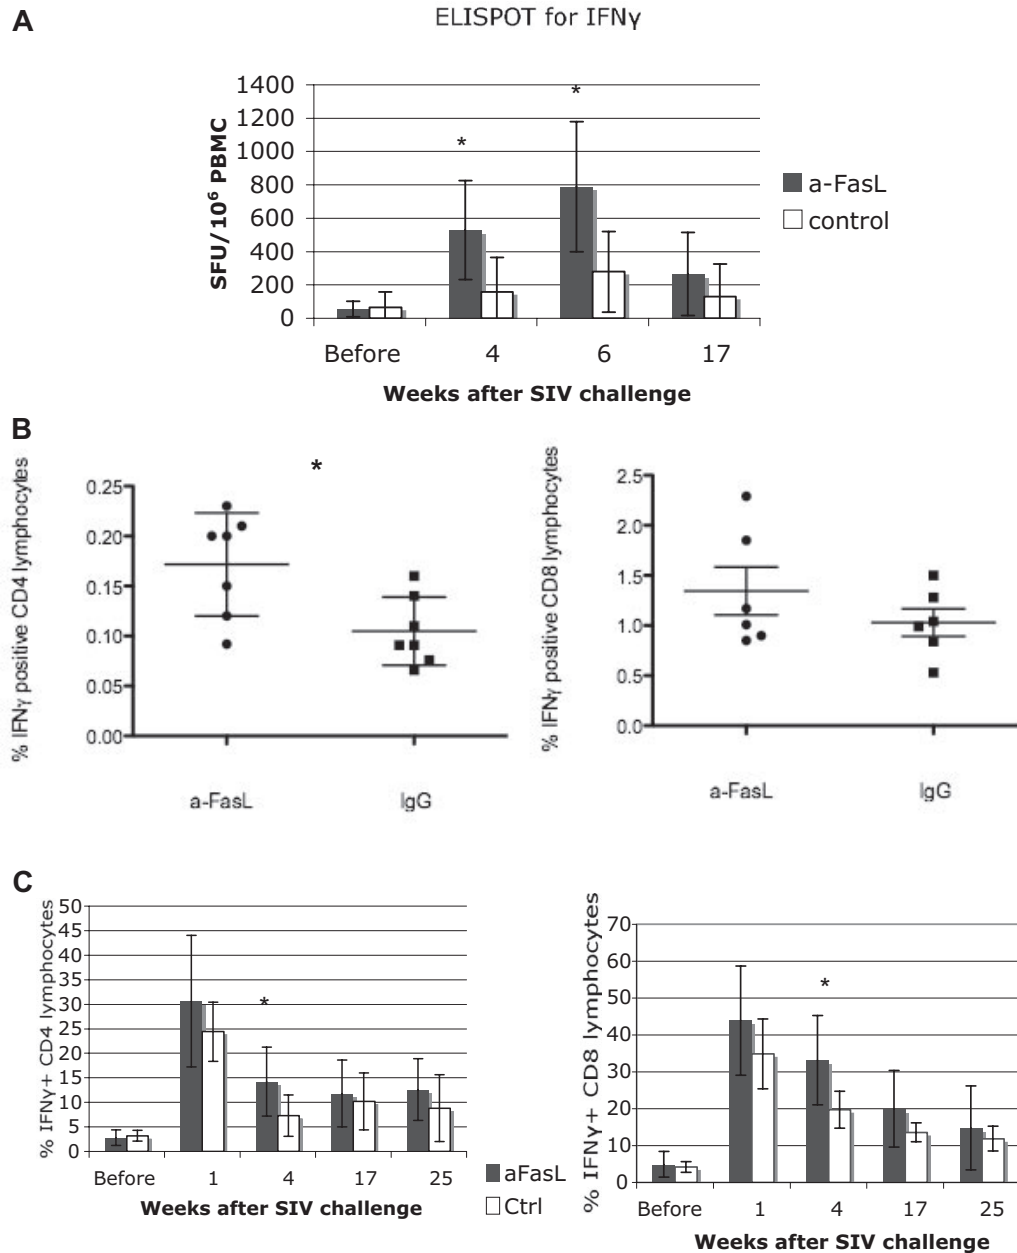 A
ELISPOT for IFNγ
SFU/10⁶ PBMC
1400
1200
1000
800
600
400
200
0
*
*
a-FasL
control
Before 4 6 17
Weeks after SIV challenge
B
% IFNγ positive CD4 lymphocytes
0.25
0.20
0.15
0.10
0.05
0.00
*
a-FasL IgG
% IFNγ positive CD8 lymphocytes
2.5
2.0
1.5
1.0
0.5
0.0
a-FasL IgG
C
% IFNγ+ CD4 lymphocytes
50
45
40
35
30
25
20
15
10
5
0
*
Before 1 4 17 25
Weeks after SIV challenge
aFasL
Ctrl
% IFNγ+ CD8 lymphocytes
70
60
50
40
30
20
10
0
*
Before 1 4 17 25
Weeks after SIV challenge